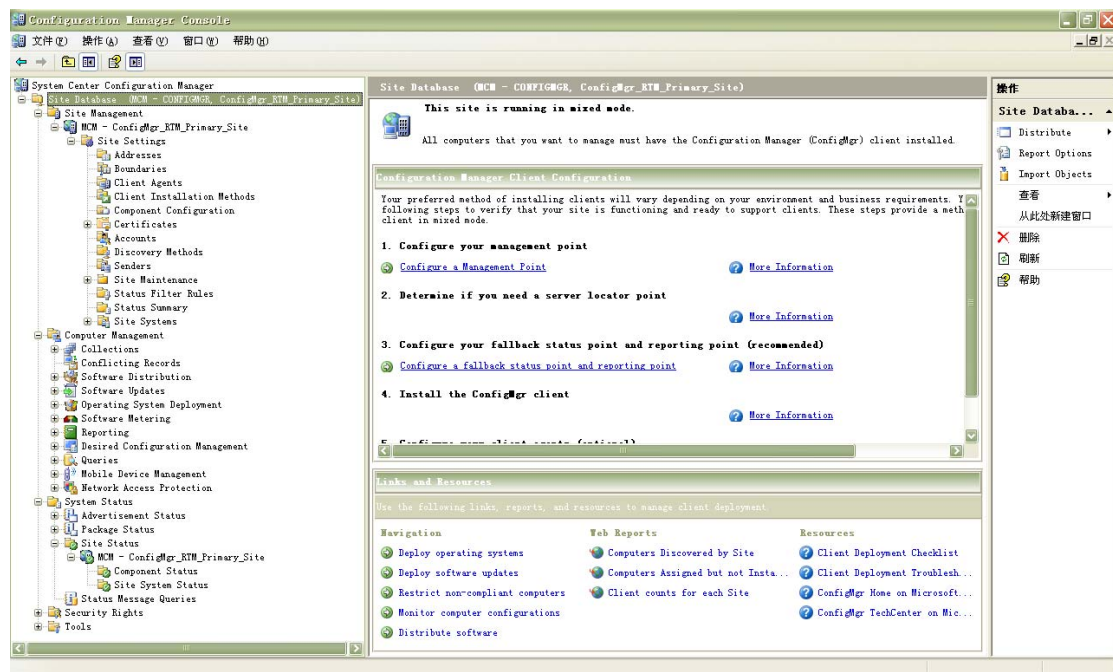 Configuration Manager Console
文件(F) 操作(A) 查看(V) 窗口(W) 帮助(H)
System Center Configuration Manager
Site Database (MCM - CONFIGMGR, ConfigMgr_RTM_Primary_Site)
Site Management
MCM - ConfigMgr_RTM_Primary_Site
Site Settings
Addresses
Boundaries
Client Agents
Client Installation Methods
Component Configuration
Certificates
Accounts
Discovery Methods
Senders
Site Maintenance
Status Filter Rules
Status Summary
Site Systems
Computer Management
Collections
Conflicting Records
Software Distribution
Software Updates
Operating System Deployment
Software Metering
Reporting
Desired Configuration Management
Queries
Mobile Device Management
Network Access Protection
System Status
Advertisement Status
Package Status
Site Status
MCM - ConfigMgr_RTM_Primary_Site
Component Status
Site System Status
Status Message Queries
Security Rights
Tools
Site Database (MCM - CONFIGMGR, ConfigMgr_RTM_Primary_Site)
This site is running in mixed mode.
All computers that you want to manage must have the Configuration Manager (ConfigMgr) client installed.
Configuration Manager Client Configuration
Your preferred method of installing clients will vary depending on your environment and business requirements. Y
following steps to verify that your site is functioning and ready to support clients. These steps provide a meth
client in mixed mode.
1. Configure your management point
Configure a Management Point More Information
2. Determine if you need a server locator point
More Information
3. Configure your fallback status point and reporting point (recommended)
Configure a fallback status point and reporting point More Information
4. Install the ConfigMgr client
More Information
5. Configure your client agents (optional)
Links and Resources
Use the following links, reports, and resources to manage client deployment.
Navigation Web Reports Resources
Deploy operating systems Computers Discovered by Site Client Deployment Checklist
Deploy software updates Computers Assigned but not Insta... Client Deployment Troublesh...
Restrict non-compliant computers Client counts for each Site ConfigMgr Home on Microsoft...
Monitor computer configurations ConfigMgr TechCenter on Mic...
Distribute software
操作
Site Databa...
Distribute
Report Options
Import Objects
查看
从此处新建窗口
删除
刷新
帮助